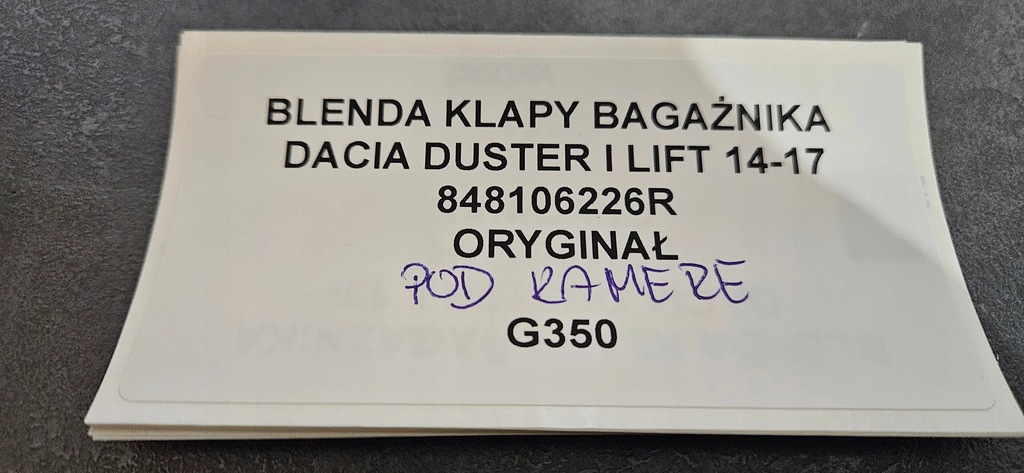 BLENDA KLAPY BAGAŻNIKA
DACIA DUSTER I LIFT 14-17
848106226R
ORYGINAŁ
POD KAMERE
G350